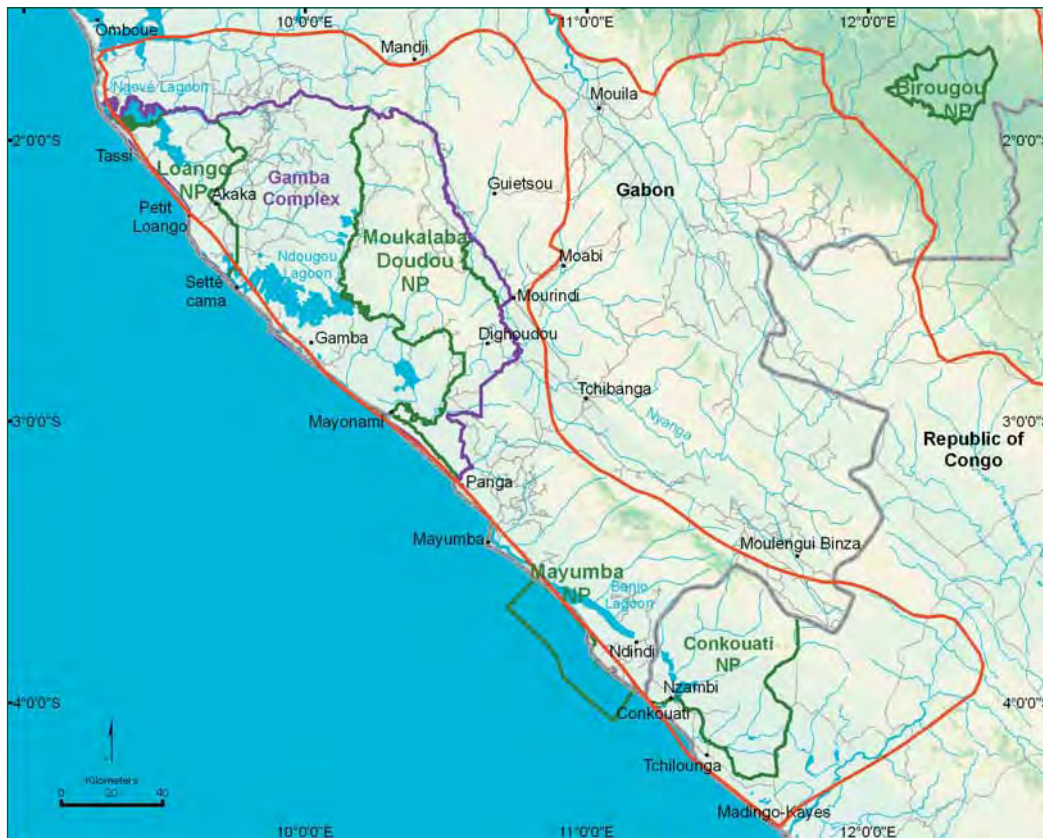 10°0'0"E
11°0'0"E
12°0'0"E
Omboue
Mandji
Birougou
NP
Mouila
2°0'0"S
2°0'0"S
Tassi
Loango
NP
Akaka
Gamba
Complex
Guietsou
Gabon
Petit
Loango
Moukalaba
Doudou
NP
Moabi
Ndougou
Lagoon
Setté
cama
Mourindi
Gamba
Dighoudou
Tchibanga
Nyanga
3°0'0"S
3°0'0"S
Mayonami
Republic of
Congo
Panga
Mayumba
Moulengui Binza
Mayumba
NP
Banio
Lagoon
Ndindi
Conkouati
NP
Nzambi
4°0'0"S
4°0'0"S
Conkouati
Tchilounga
Kilometers
0 20 40
Madingo-Kayes
10°0'0"E
11°0'0"E
12°0'0"E